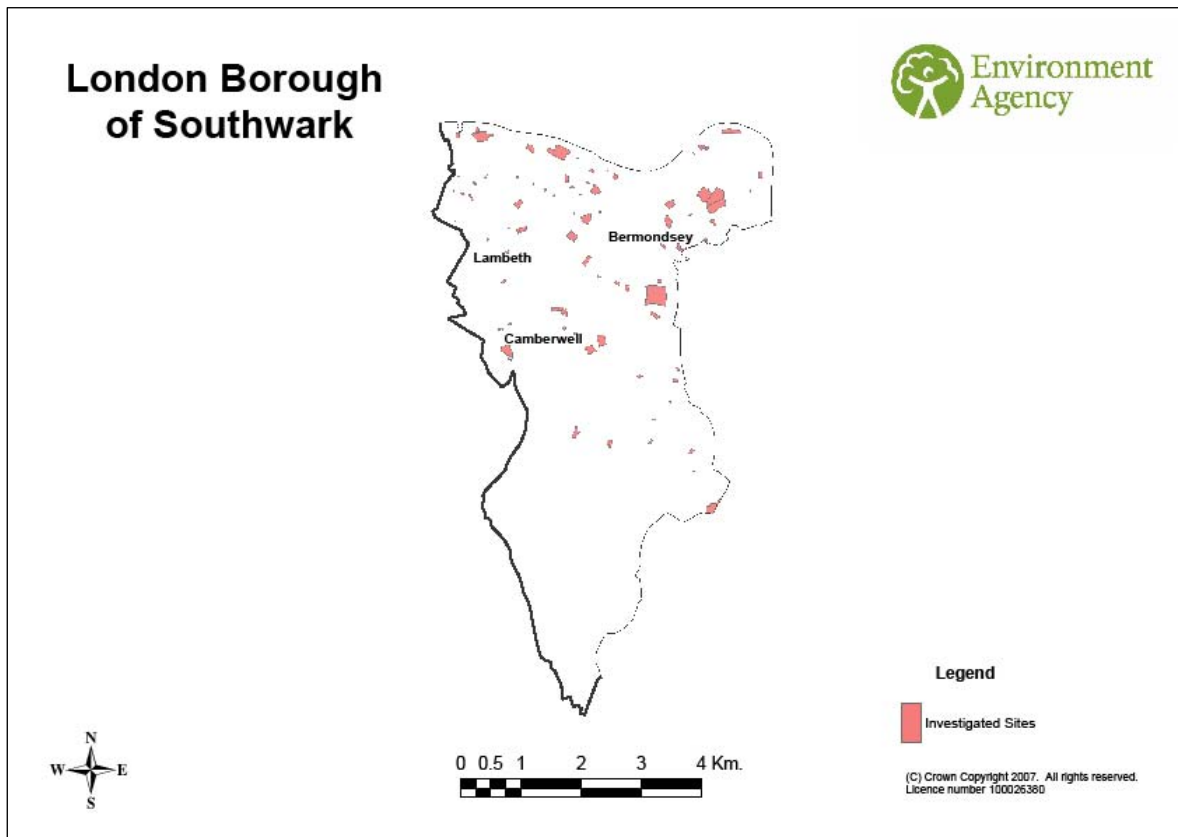 London Borough
of Southwark
Environment
Agency
Bermondsey
Lambeth
Camberwell
Legend
Investigated Sites
N
W E
S
0 0.5 1 2 3 4 Km.
(C) Crown Copyright 2007. All rights reserved.
Licence number 100026380